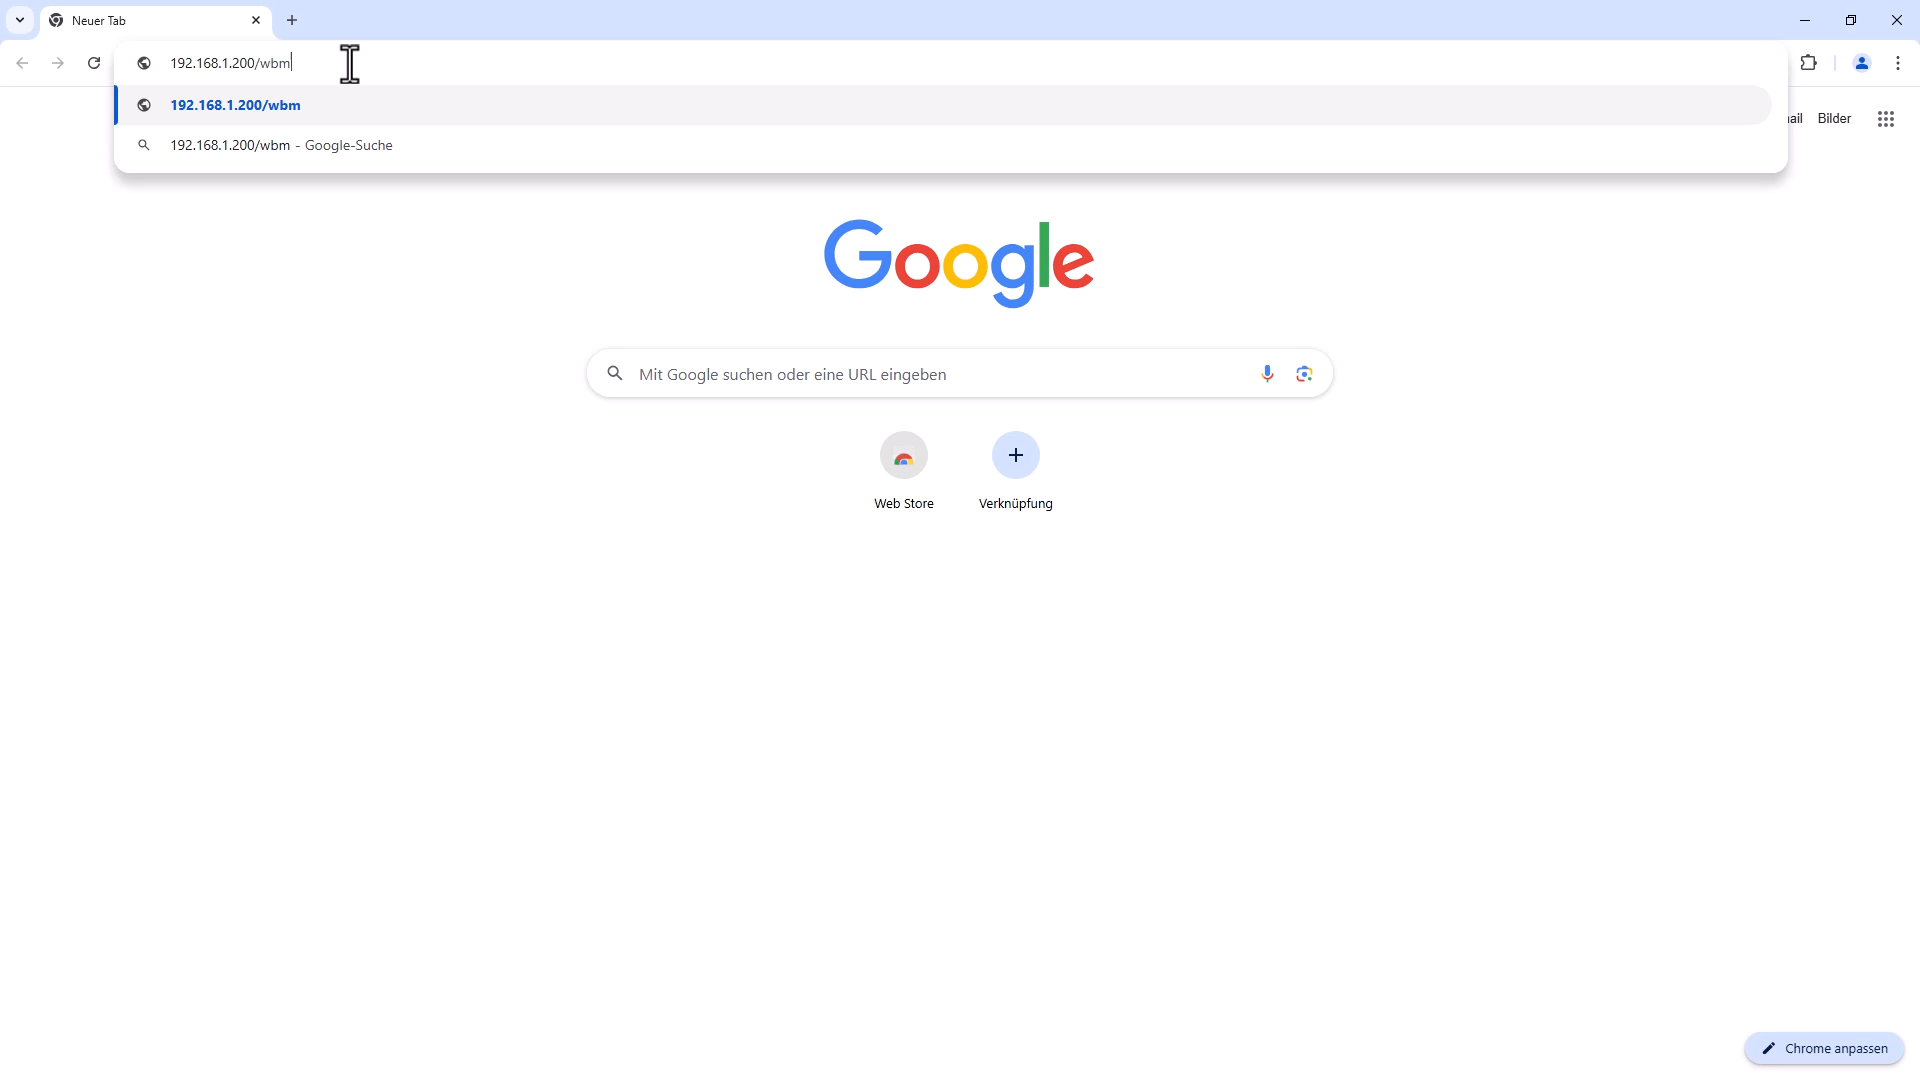 Neuer Tab
192.168.1.200/wbm
192.168.1.200/wbm
192.168.1.200/wbm - Google-Suche
Bilder
Google
Mit Google suchen oder eine URL eingeben
Web Store
Verknüpfung
Chrome anpassen